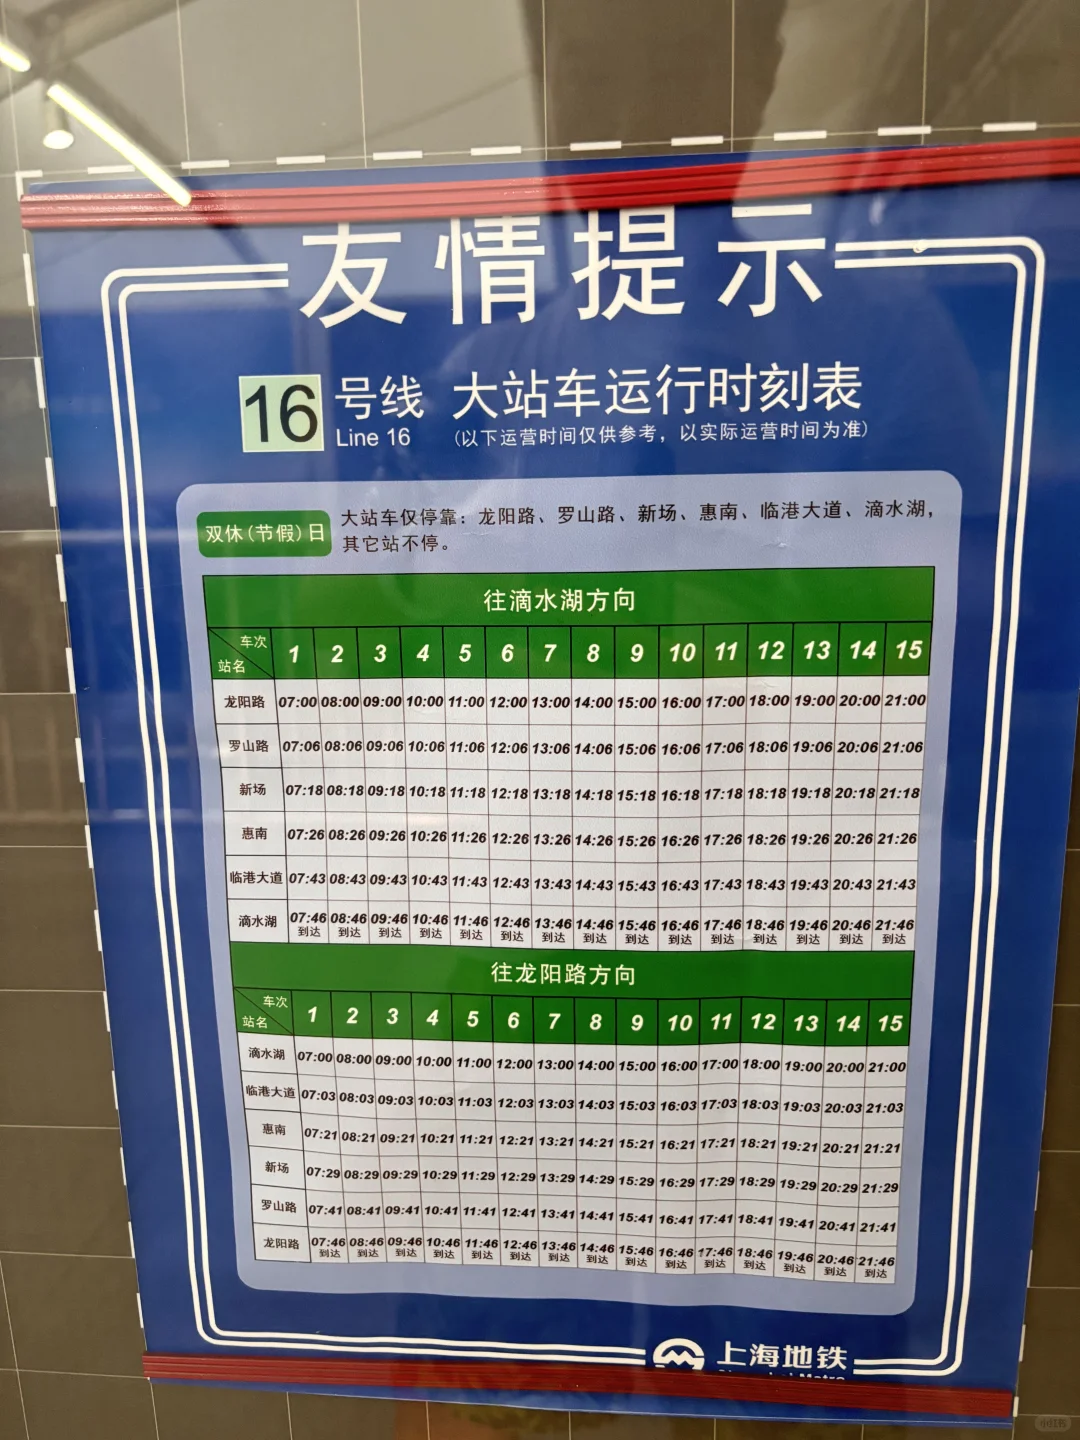 友情提示
16 号线 大站车运行时刻表
Line 16 (以下运营时间仅供参考，以实际运营时间为准)
双休(节假)日 大站车仅停靠：龙阳路、罗山路、新场、惠南、临港大道、滴水湖，
其它站不停。
往滴水湖方向
车次 站名 1 2 3 4 5 6 7 8 9 10 11 12 13 14 15
龙阳路 07:00 08:00 09:00 10:00 11:00 12:00 13:00 14:00 15:00 16:00 17:00 18:00 19:00 20:00 21:00
罗山路 07:06 08:06 09:06 10:06 11:06 12:06 13:06 14:06 15:06 16:06 17:06 18:06 19:06 20:06 21:06
新场 07:18 08:18 09:18 10:18 11:18 12:18 13:18 14:18 15:18 16:18 17:18 18:18 19:18 20:18 21:18
惠南 07:26 08:26 09:26 10:26 11:26 12:26 13:26 14:26 15:26 16:26 17:26 18:26 19:26 20:26 21:26
临港大道 07:43 08:43 09:43 10:43 11:43 12:43 13:43 14:43 15:43 16:43 17:43 18:43 19:43 20:43 21:43
滴水湖 07:46 08:46 09:46 10:46 11:46 12:46 13:46 14:46 15:46 16:46 17:46 18:46 19:46 20:46 21:46
到达 到达 到达 到达 到达 到达 到达 到达 到达 到达 到达 到达 到达 到达 到达
往龙阳路方向
车次 站名 1 2 3 4 5 6 7 8 9 10 11 12 13 14 15
滴水湖 07:00 08:00 09:00 10:00 11:00 12:00 13:00 14:00 15:00 16:00 17:00 18:00 19:00 20:00 21:00
临港大道 07:03 08:03 09:03 10:03 11:03 12:03 13:03 14:03 15:03 16:03 17:03 18:03 19:03 20:03 21:03
惠南 07:21 08:21 09:21 10:21 11:21 12:21 13:21 14:21 15:21 16:21 17:21 18:21 19:21 20:21 21:21
新场 07:29 08:29 09:29 10:29 11:29 12:29 13:29 14:29 15:29 16:29 17:29 18:29 19:29 20:29 21:29
罗山路 07:41 08:41 09:41 10:41 11:41 12:41 13:41 14:41 15:41 16:41 17:41 18:41 19:41 20:41 21:41
龙阳路 07:46 08:46 09:46 10:46 11:46 12:46 13:46 14:46 15:46 16:46 17:46 18:46 19:46 20:46 21:46
到达 到达 到达 到达 到达 到达 到达 到达 到达 到达 到达 到达 到达 到达 到达
上海地铁